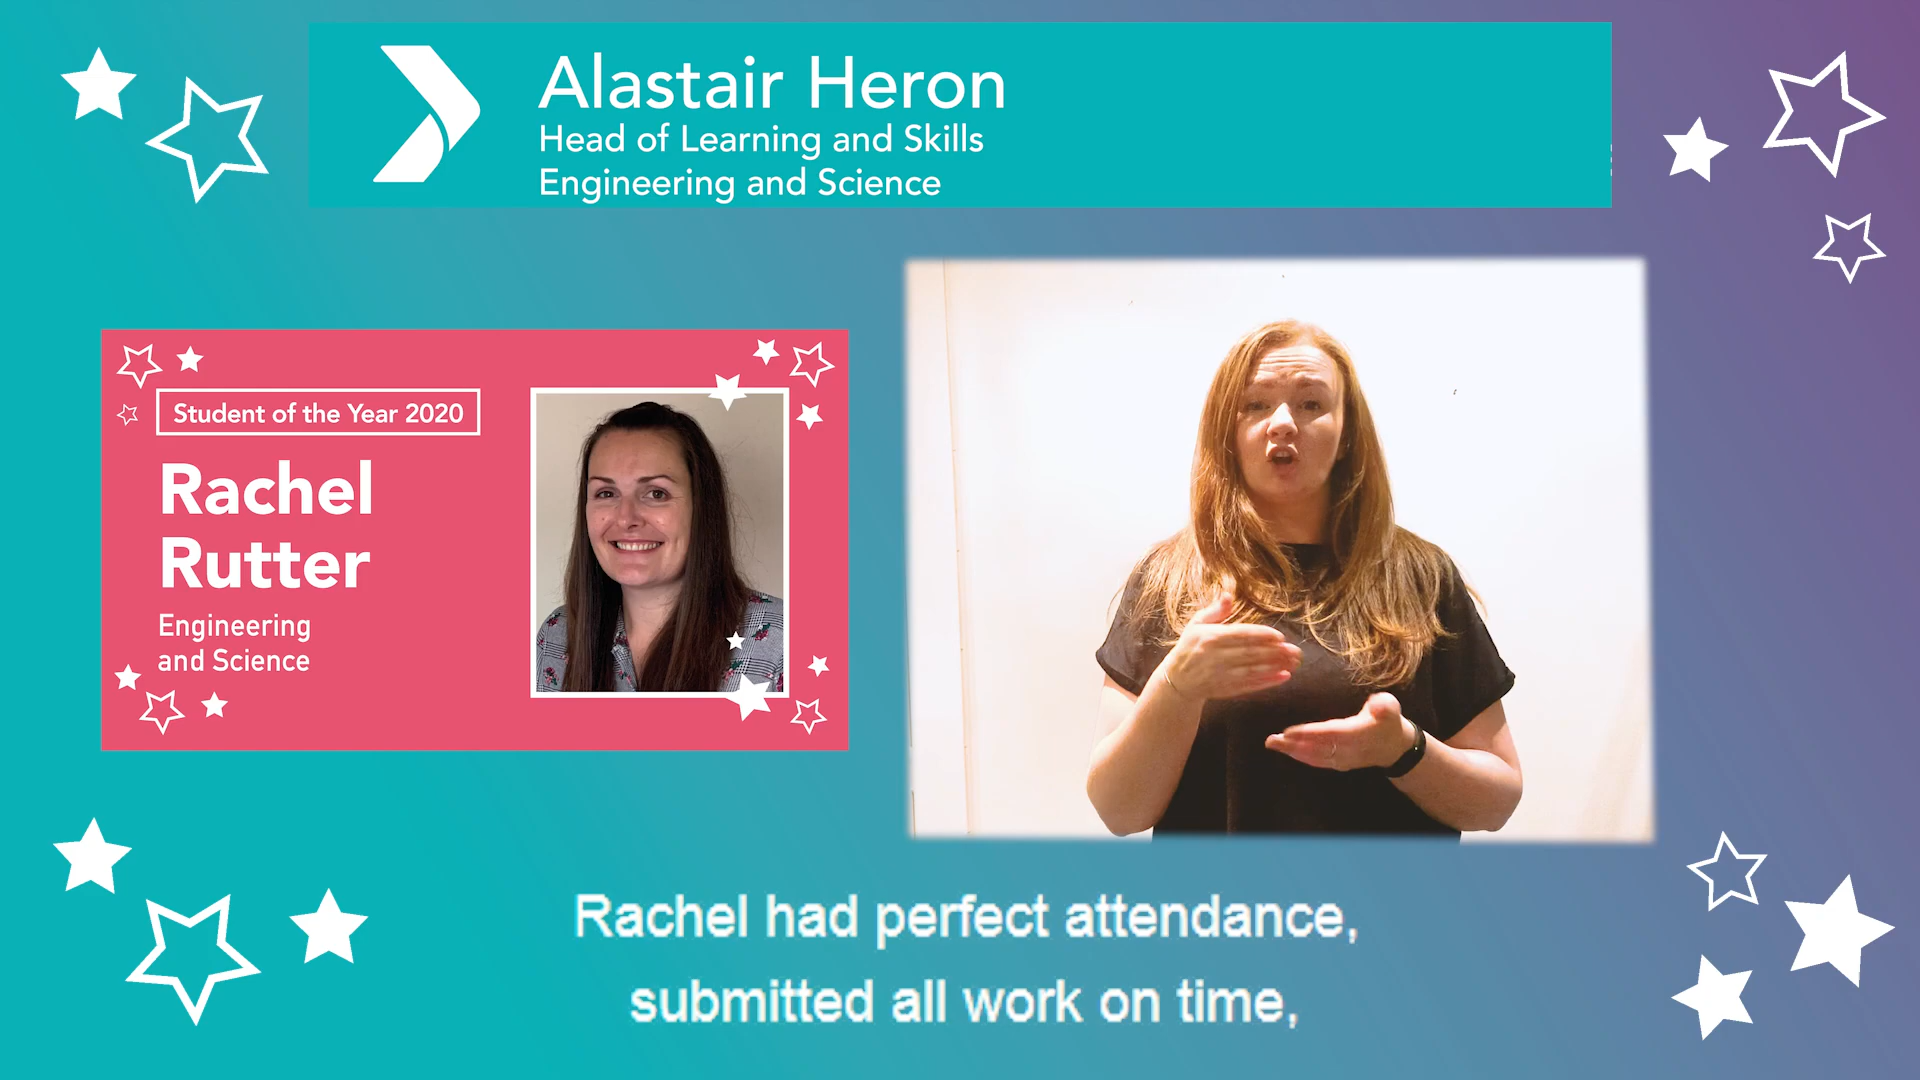 Alastair Heron
Head of Learning and Skills
Engineering and Science
Student of the Year 2020
Rachel
Rutter
Engineering
and Science
Rachel had perfect attendance,
submitted all work on time,